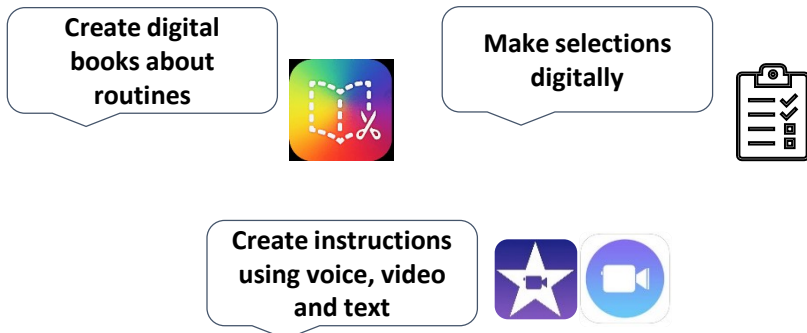 Create digital
books about
routines
Make selections
digitally
Create instructions
using voice, video
and text